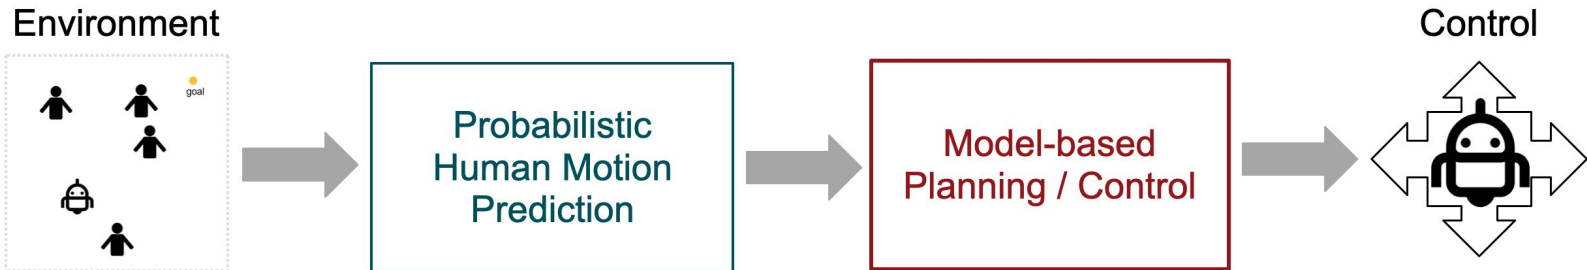 Environment
goal
Probabilistic
Human Motion
Prediction
Model-based
Planning / Control
Control